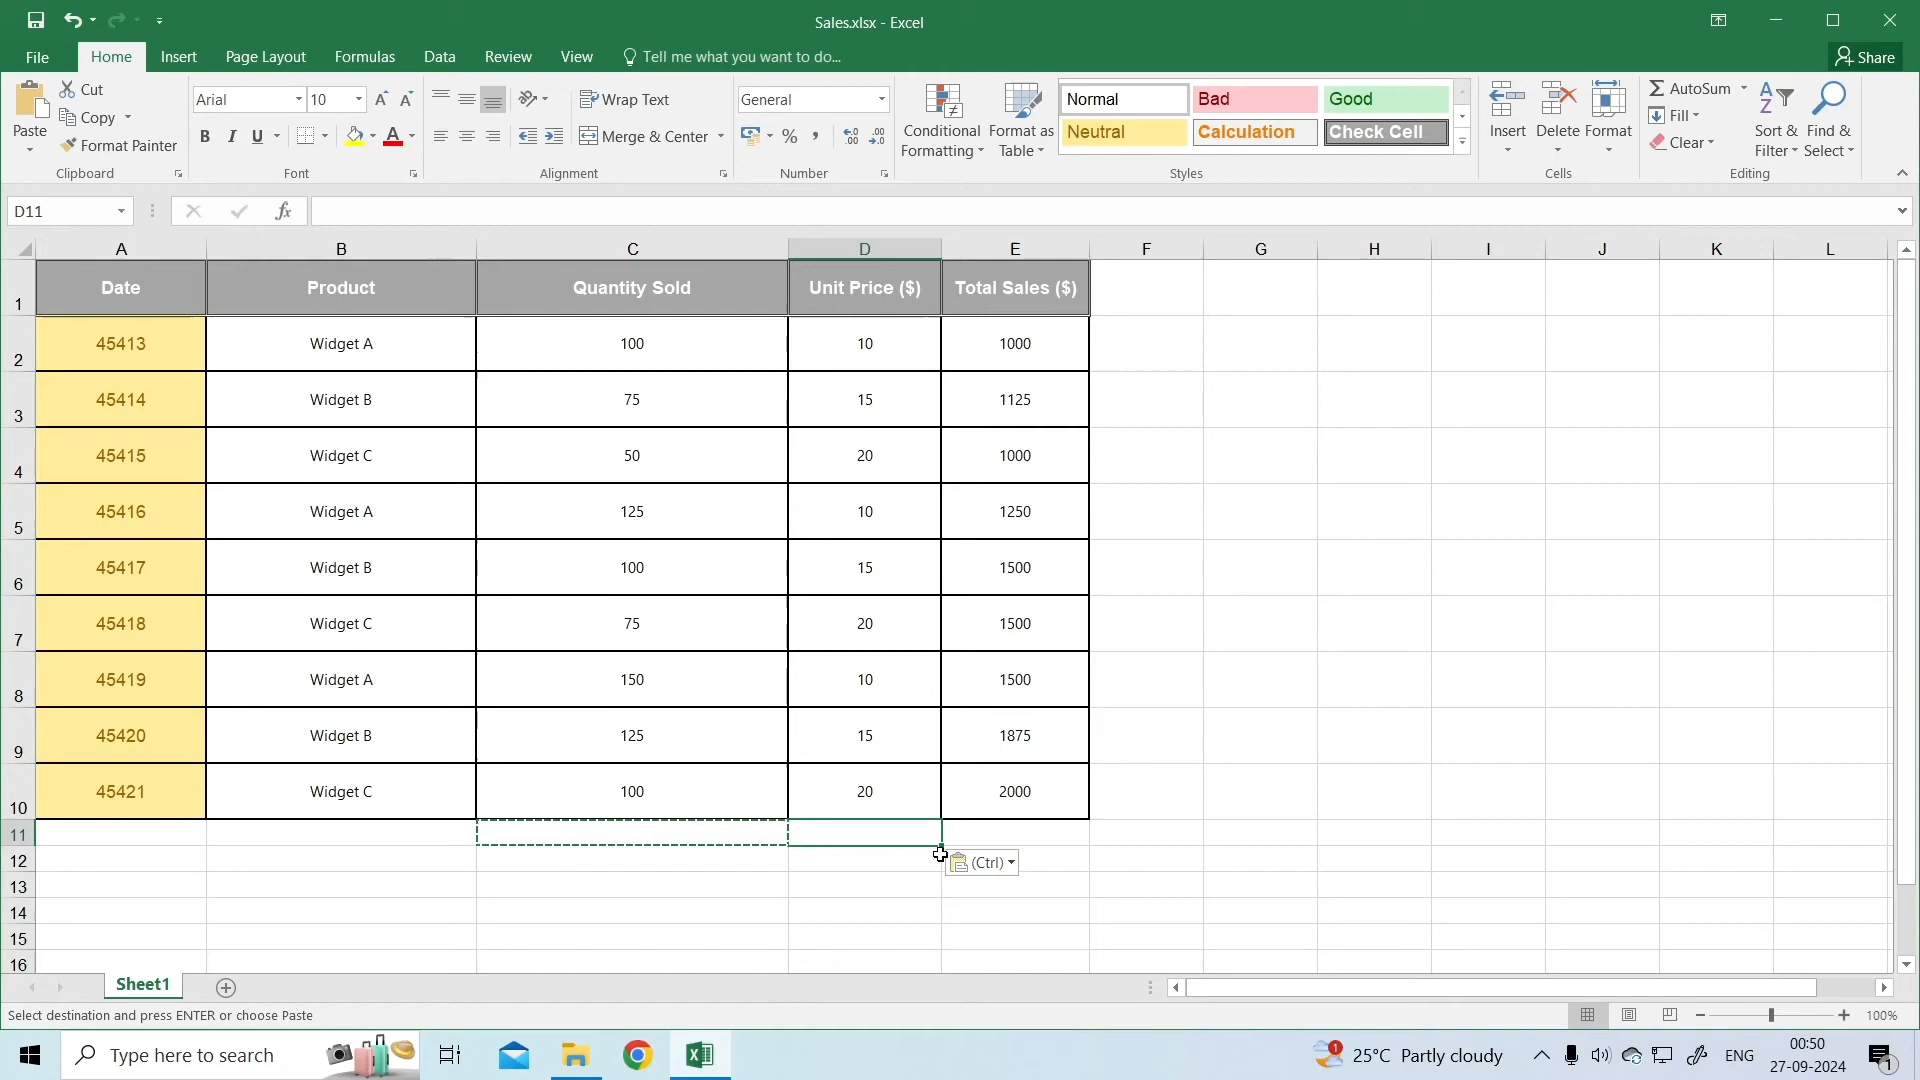 Sales.xlsx - Excel
File Home Insert Page Layout Formulas Data Review View Tell me what you want to do... Share
Paste
Cut
Copy
Format Painter
Clipboard
Arial 10
B I U
Font
Wrap Text
Merge & Center
Alignment
General
Number
Conditional Formatting
Format as Table
Normal Bad Good
Neutral Calculation Check Cell
Styles
Insert Delete Format
Cells
AutoSum
Fill
Clear
Sort & Filter
Find & Select
Editing
D11 fx
A B C D E F G H I J K L
1 Date Product Quantity Sold Unit Price ($) Total Sales ($)
2 45413 Widget A 100 10 1000
3 45414 Widget B 75 15 1125
4 45415 Widget C 50 20 1000
5 45416 Widget A 125 10 1250
6 45417 Widget B 100 15 1500
7 45418 Widget C 75 20 1500
8 45419 Widget A 150 10 1500
9 45420 Widget B 125 15 1875
10 45421 Widget C 100 20 2000
11
12 (Ctrl)
13
14
15
16
Sheet1
Select destination and press ENTER or choose Paste 100%
Type here to search 25°C Partly cloudy ENG 00:50
27-09-2024 1